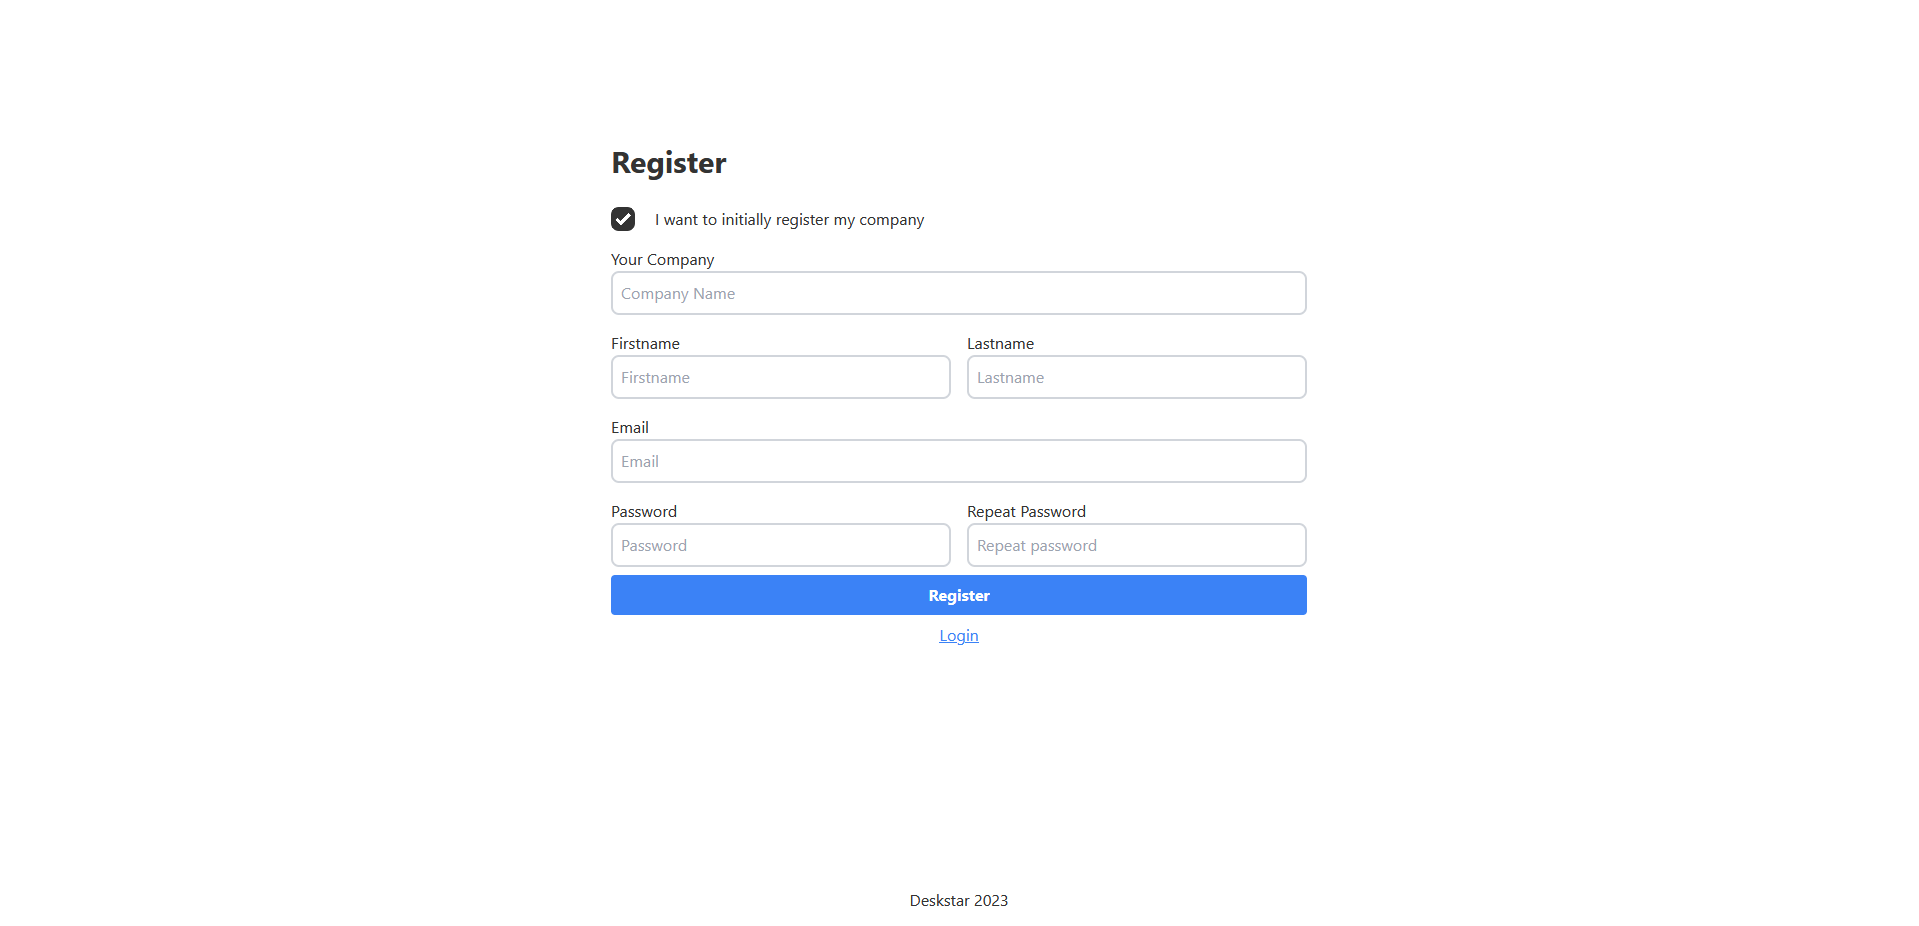 Register
I want to initially register my company
Your Company
Company Name
Firstname Lastname
Firstname Lastname
Email
Email
Password Repeat Password
Password Repeat password
Register
Login
Deskstar 2023